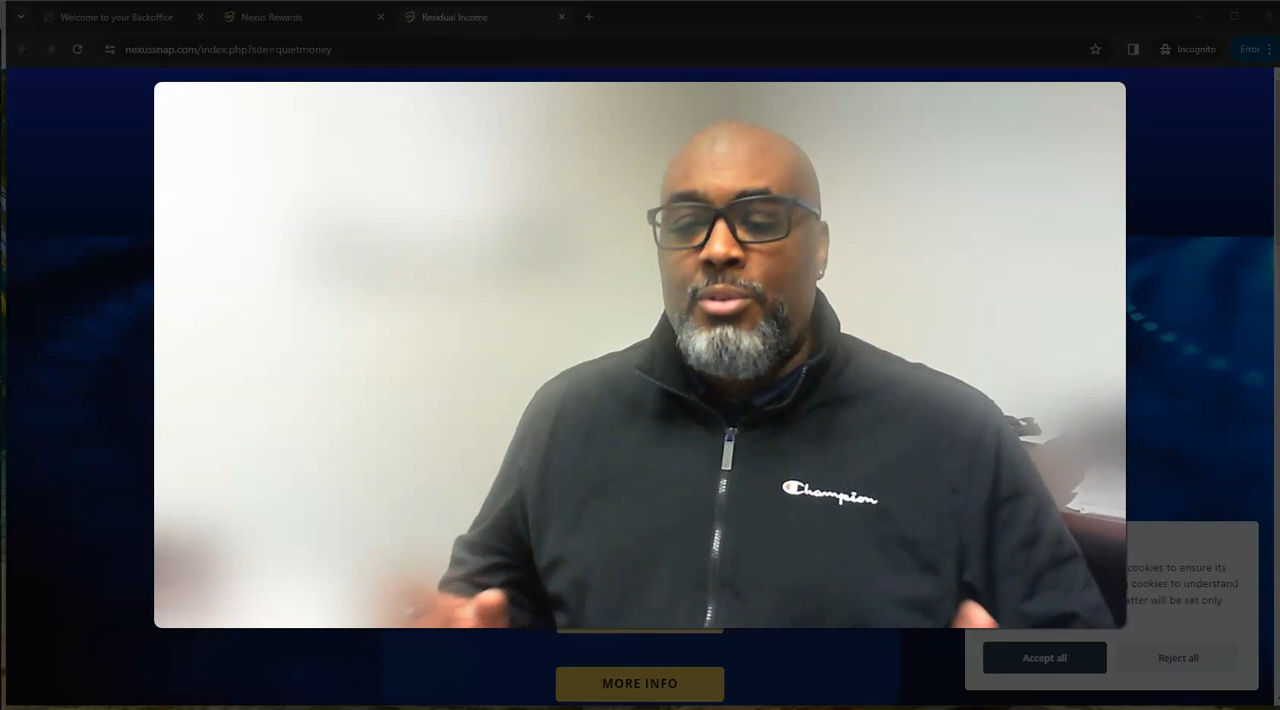 Welcome to your Backoffice
Nexus Rewards
Residual Income
nexussnap.com/index.php?site=quietmoney
Incognito
Error
Champion
cookies to ensure its
cookies to understand
atter will be set only
Accept all
Reject all
MORE INFO